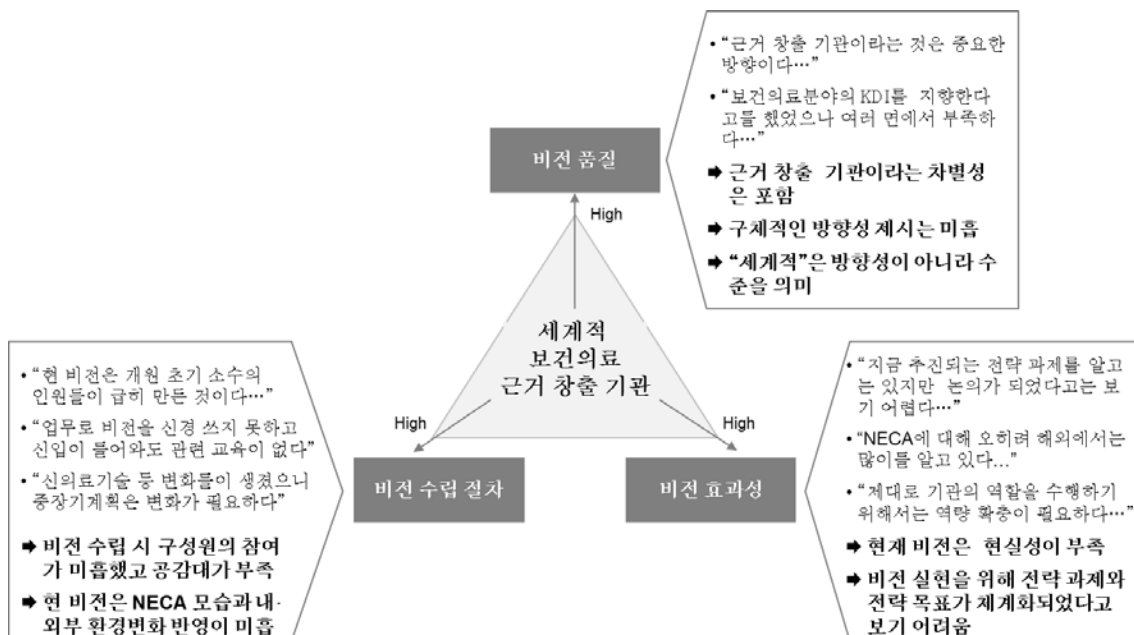 • “근거 창출 기관이라는 것은 중요한
방향이다…”
• “보건의료분야의 KDI를 지향한다
고들 했었으나 여러 면에서 부족하
다…”
➡ 근거 창출 기관이라는 차별성
은 포함
➡ 구체적인 방향성 제시는 미흡
➡ “세계적”은 방향성이 아니라 수
준을 의미
비전 품질
High
세계적
보건의료
근거 창출 기관
High
High
비전 수립 절차
비전 효과성
• “현 비전은 개원 초기 소수의
인원들이 급히 만든 것이다…”
• “업무로 비전을 신경 쓰지 못하고
신입이 들어와도 관련 교육이 없다”
• “신의료기술 등 변화들이 생겼으니
중장기계획은 변화가 필요하다”
➡ 비전 수립 시 구성원의 참여
가 미흡했고 공감대가 부족
➡ 현 비전은 NECA 모습과 내·
외부 환경변화 반영이 미흡
• “지금 추진되는 전략 과제를 알고
는 있지만 논의가 되었다고는 보
기 어렵다…”
• “NECA에 대해 오히려 해외에서는
많이들 알고 있다...”
• “제대로 기관의 역할을 수행하기
위해서는 역량 확충이 필요하다…”
➡ 현재 비전은 현실성이 부족
➡ 비전 실현을 위해 전략 과제와
전략 목표가 체계화되었다고
보기 어려움